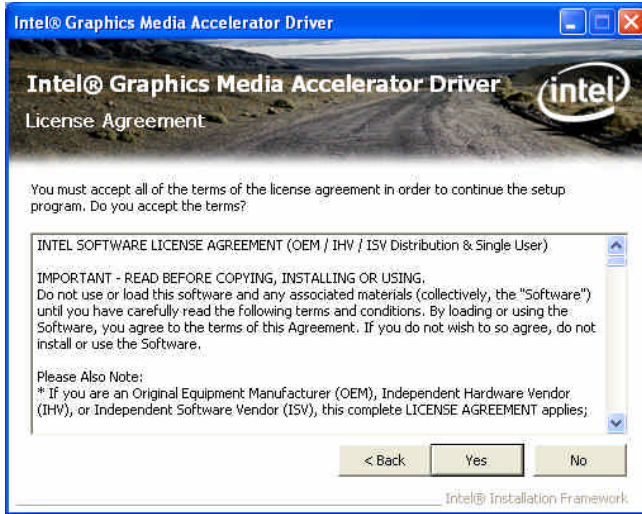 Intel® Graphics Media Accelerator Driver
Intel® Graphics Media Accelerator Driver
intel
License Agreement
You must accept all of the terms of the license agreement in order to continue the setup
program. Do you accept the terms?
INTEL SOFTWARE LICENSE AGREEMENT (OEM / IHV / ISV Distribution & Single User)
IMPORTANT - READ BEFORE COPYING, INSTALLING OR USING.
Do not use or load this software and any associated materials (collectively, the "Software")
until you have carefully read the following terms and conditions. By loading or using the
Software, you agree to the terms of this Agreement. If you do not wish to so agree, do not
install or use the Software.
Please Also Note:
* If you are an Original Equipment Manufacturer (OEM), Independent Hardware Vendor
(IHV), or Independent Software Vendor (ISV), this complete LICENSE AGREEMENT applies;
< Back Yes No
Intel® Installation Framework